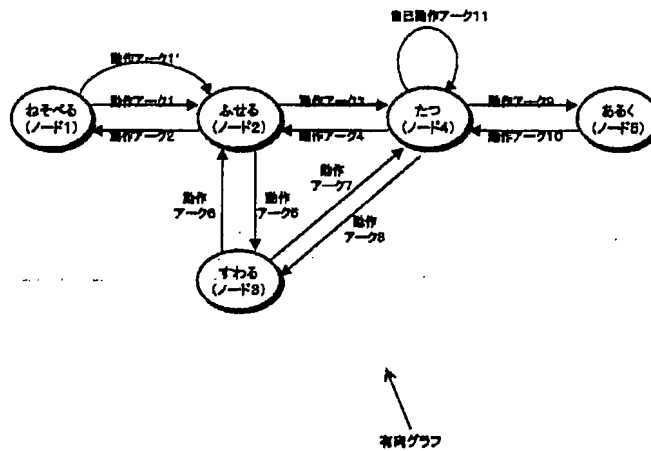 自己動作アーク11
動作アーク1'
ねそべる
(ノード1)
動作アーク1
動作アーク2
ふせる
(ノード2)
動作アーク3
動作アーク4
たつ
(ノード4)
動作アーク9
動作アーク10
あるく
(ノード5)
動作
アーク6
動作
アーク5
動作
アーク7
動作
アーク8
すわる
(ノード3)
有向グラフ